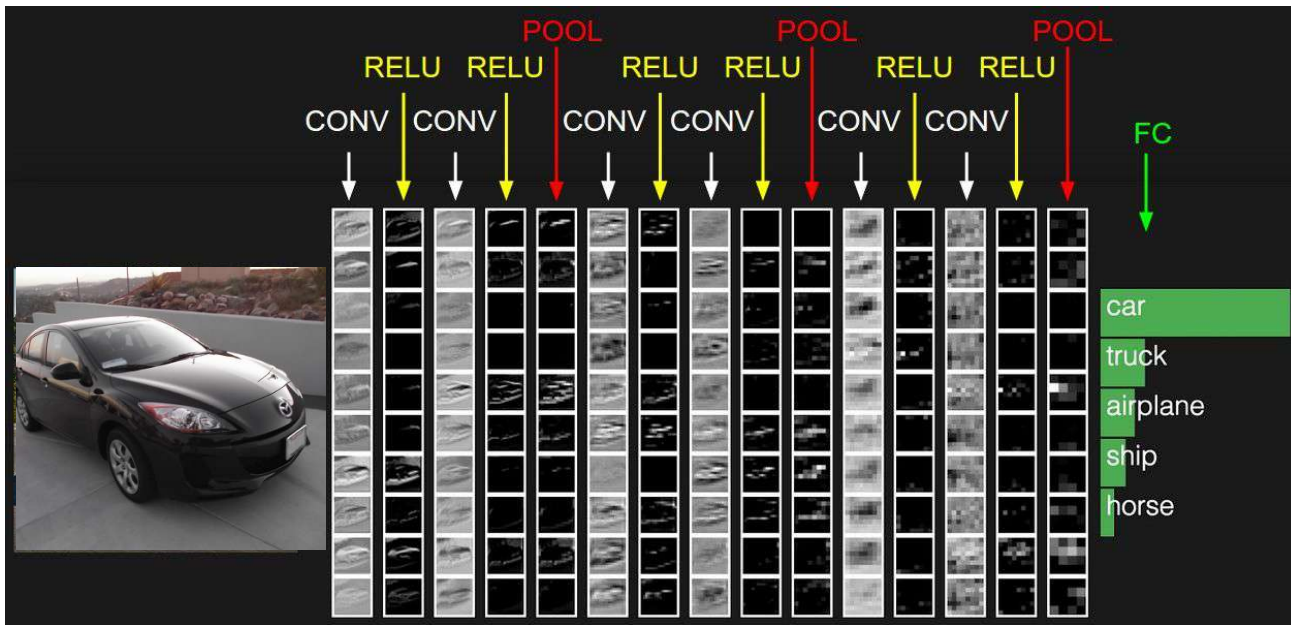 POOL POOL POOL
RELU RELU RELU RELU RELU RELU
CONV CONV CONV CONV CONV CONV
FC
car
truck
airplane
ship
horse